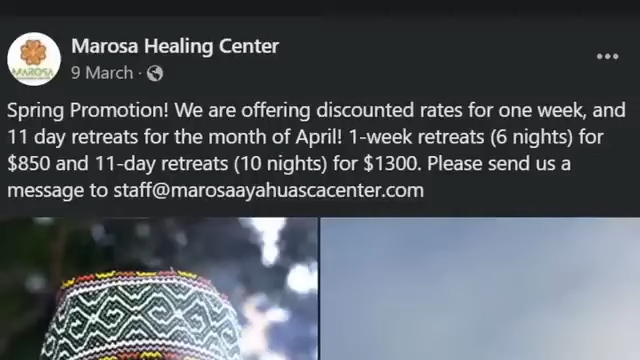 Marosa Healing Center
9 March
Spring Promotion! We are offering discounted rates for one week, and
11 day retreats for the month of April! 1-week retreats (6 nights) for
$850 and 11-day retreats (10 nights) for $1300. Please send us a
message to staff@marosaayahuascacenter.com
MAROSA